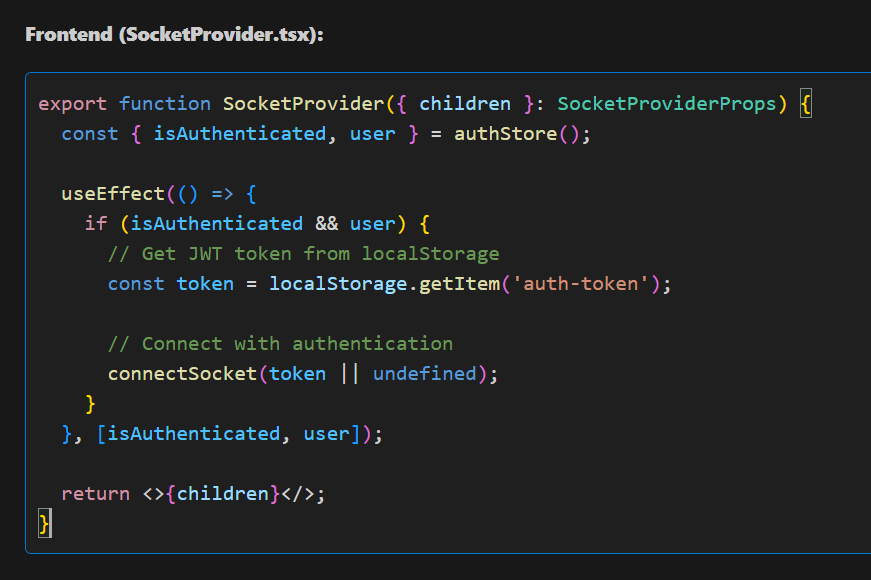 Frontend (SocketProvider.tsx):
export function SocketProvider({ children }: SocketProviderProps) {
  const { isAuthenticated, user } = authStore();

  useEffect(() => {
    if (isAuthenticated && user) {
      // Get JWT token from localStorage
      const token = localStorage.getItem('auth-token');

      // Connect with authentication
      connectSocket(token || undefined);
    }
  }, [isAuthenticated, user]);

  return <>{children}</>;
}